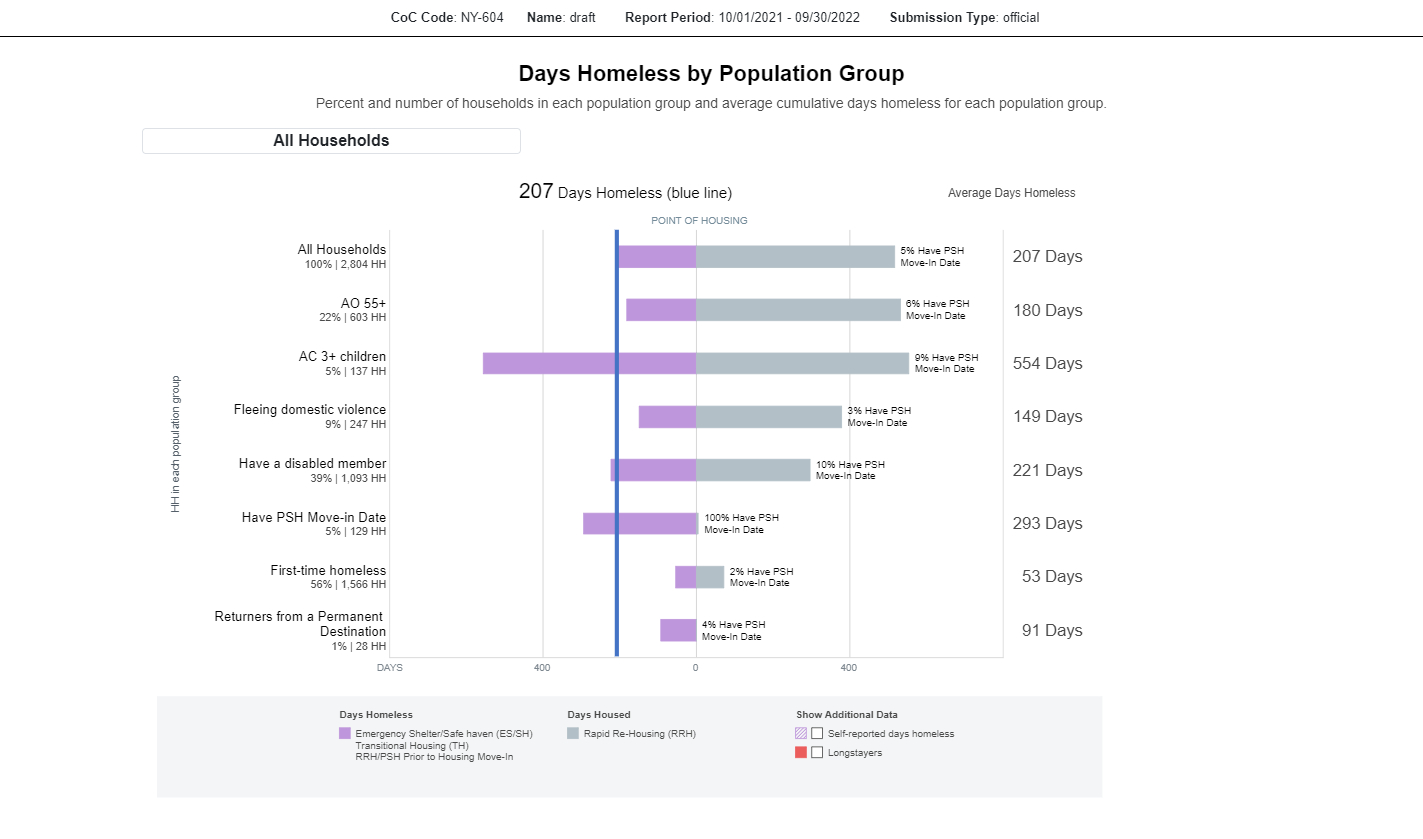 CoC Code: NY-604 Name: draft Report Period: 10/01/2021 - 09/30/2022 Submission Type: official
Days Homeless by Population Group
Percent and number of households in each population group and average cumulative days homeless for each population group.
All Households
207 Days Homeless (blue line)
Average Days Homeless
POINT OF HOUSING
HH in each population group
All Households
100% | 2,804 HH
5% Have PSH
Move-In Date
207 Days
AO 55+
22% | 603 HH
6% Have PSH
Move-In Date
180 Days
AC 3+ children
5% | 137 HH
9% Have PSH
Move-In Date
554 Days
Fleeing domestic violence
9% | 247 HH
3% Have PSH
Move-In Date
149 Days
Have a disabled member
39% | 1,093 HH
10% Have PSH
Move-In Date
221 Days
Have PSH Move-in Date
5% | 129 HH
100% Have PSH
Move-In Date
293 Days
First-time homeless
56% | 1,566 HH
2% Have PSH
Move-In Date
53 Days
Returners from a Permanent
Destination
1% | 28 HH
4% Have PSH
Move-In Date
91 Days
DAYS 400 0 400
Days Homeless
Emergency Shelter/Safe haven (ES/SH)
Transitional Housing (TH)
RRH/PSH Prior to Housing Move-In
Days Housed
Rapid Re-Housing (RRH)
Show Additional Data
Self-reported days homeless
Longstayers